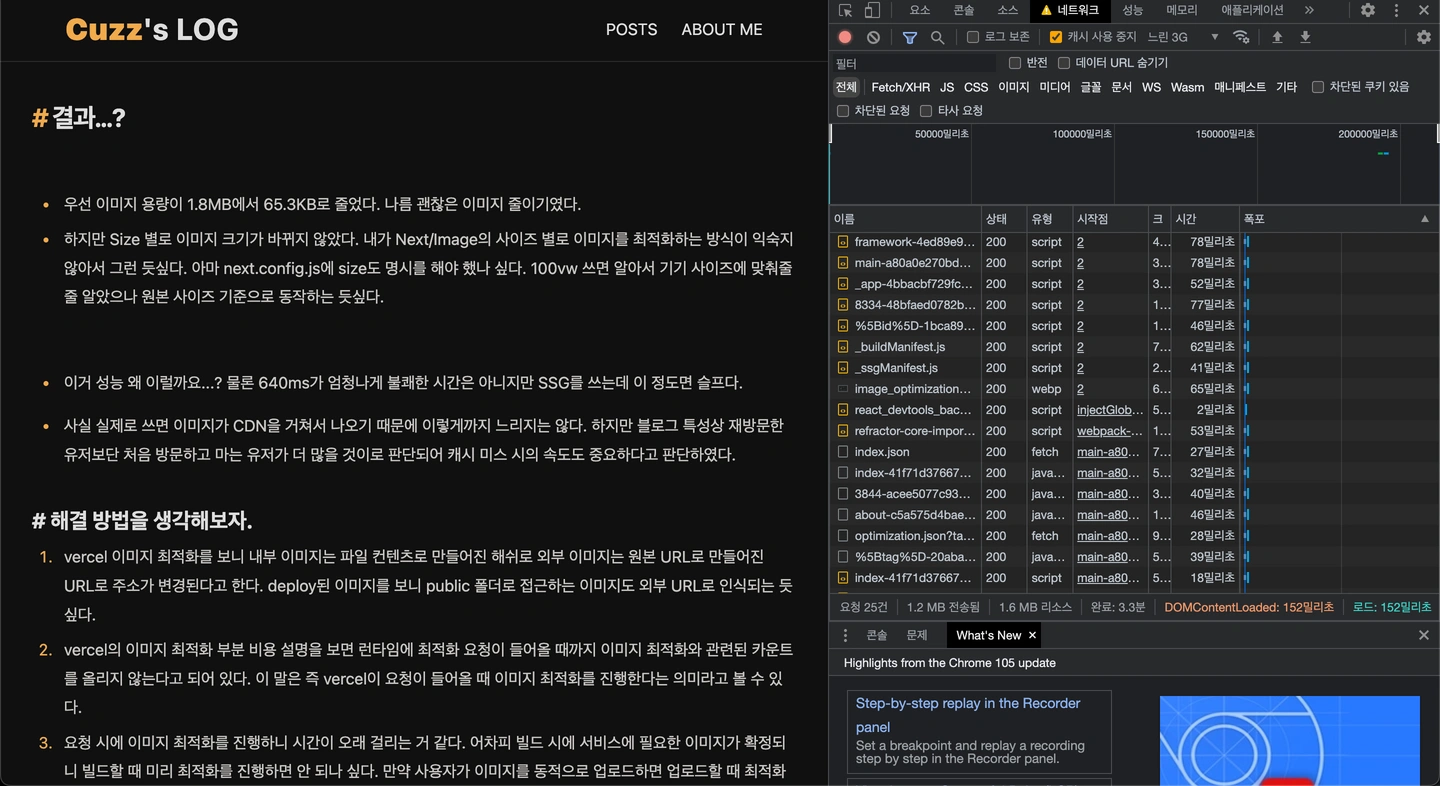 Cuzz's LOG
POSTS ABOUT ME
# 결과...?
• 우선 이미지 용량이 1.8MB에서 65.3KB로 줄었다. 나름 괜찮은 이미지 줄이기였다.
• 하지만 Size 별로 이미지 크기가 바뀌지 않았다. 내가 Next/Image의 사이즈 별로 이미지를 최적화하는 방식이 익숙지
않아서 그런 듯싶다. 아마 next.config.js에 size도 명시를 해야 했나 싶다. 100vw 쓰면 알아서 기기 사이즈에 맞춰줄
줄 알았으나 원본 사이즈 기준으로 동작하는 듯싶다.
• 이거 성능 왜 이럴까요...? 물론 640ms가 엄청나게 불쾌한 시간은 아니지만 SSG를 쓰는데 이 정도면 슬프다.
• 사실 실제로 쓰면 이미지가 CDN을 거쳐서 나오기 때문에 이렇게까지 느리지는 않다. 하지만 블로그 특성상 재방문한
유저보단 처음 방문하고 마는 유저가 더 많을 것이로 판단되어 캐시 미스 시의 속도도 중요하다고 판단하였다.
# 해결 방법을 생각해보자.
1. vercel 이미지 최적화를 보니 내부 이미지는 파일 컨텐츠로 만들어진 해쉬로 외부 이미지는 원본 URL로 만들어진
URL로 주소가 변경된다고 한다. deploy된 이미지를 보니 public 폴더로 접근하는 이미지도 외부 URL로 인식되는 듯
싶다.
2. vercel의 이미지 최적화 부분 비용 설명을 보면 런타임에 최적화 요청이 들어올 때까지 이미지 최적화와 관련된 카운트
를 올리지 않는다고 되어 있다. 이 말은 즉 vercel이 요청이 들어올 때 이미지 최적화를 진행한다는 의미라고 볼 수 있
다.
3. 요청 시에 이미지 최적화를 진행하니 시간이 오래 걸리는 거 같다. 어차피 빌드 시에 서비스에 필요한 이미지가 확정되
니 빌드할 때 미리 최적화를 진행하면 안 되나 싶다. 만약 사용자가 이미지를 동적으로 업로드하면 업로드할 때 최적화
요소 콘솔 소스 네트워크 성능 메모리 애플리케이션 »
로그 보존 캐시 사용 중지 느린 3G
필터 반전 데이터 URL 숨기기
전체 Fetch/XHR JS CSS 이미지 미디어 글꼴 문서 WS Wasm 매니페스트 기타 차단된 쿠키 있음
차단된 요청 타사 요청
50000밀리초 100000밀리초 150000밀리초 200000밀리초
이름 상태 유형 시작점 크 시간 폭포
framework-4ed89e9... 200 script 2 4... 78밀리초
main-a80a0e270bd... 200 script 2 3... 78밀리초
_app-4bbacbf729fc... 200 script 2 3... 52밀리초
8334-48bfaed0782b... 200 script 2 1... 77밀리초
%5Bid%5D-1bca89... 200 script 2 1... 46밀리초
_buildManifest.js 200 script 2 7... 62밀리초
_ssgManifest.js 200 script 2 2... 41밀리초
image_optimization... 200 webp 2 6... 65밀리초
react_devtools_bac... 200 script injectGlob... 5... 2밀리초
refractor-core-impor... 200 script webpack-... 1... 53밀리초
index.json 200 fetch main-a80... 7... 27밀리초
index-41f71d37667... 200 java... main-a80... 5... 32밀리초
3844-acee5077c93... 200 java... main-a80... 3... 40밀리초
about-c5a575d4bae... 200 java... main-a80... 1... 46밀리초
optimization.json?ta... 200 fetch main-a80... 9... 28밀리초
%5Btag%5D-20aba... 200 java... main-a80... 5... 39밀리초
index-41f71d37667... 200 script main-a80... 5... 18밀리초
요청 25건 1.2 MB 전송됨 1.6 MB 리소스 완료: 3.3분 DOMContentLoaded: 152밀리초 로드: 152밀리초
콘솔 문제 What's New ×
Highlights from the Chrome 105 update
Step-by-step replay in the Recorder
panel
Set a breakpoint and replay a recording
step by step in the Recorder panel.